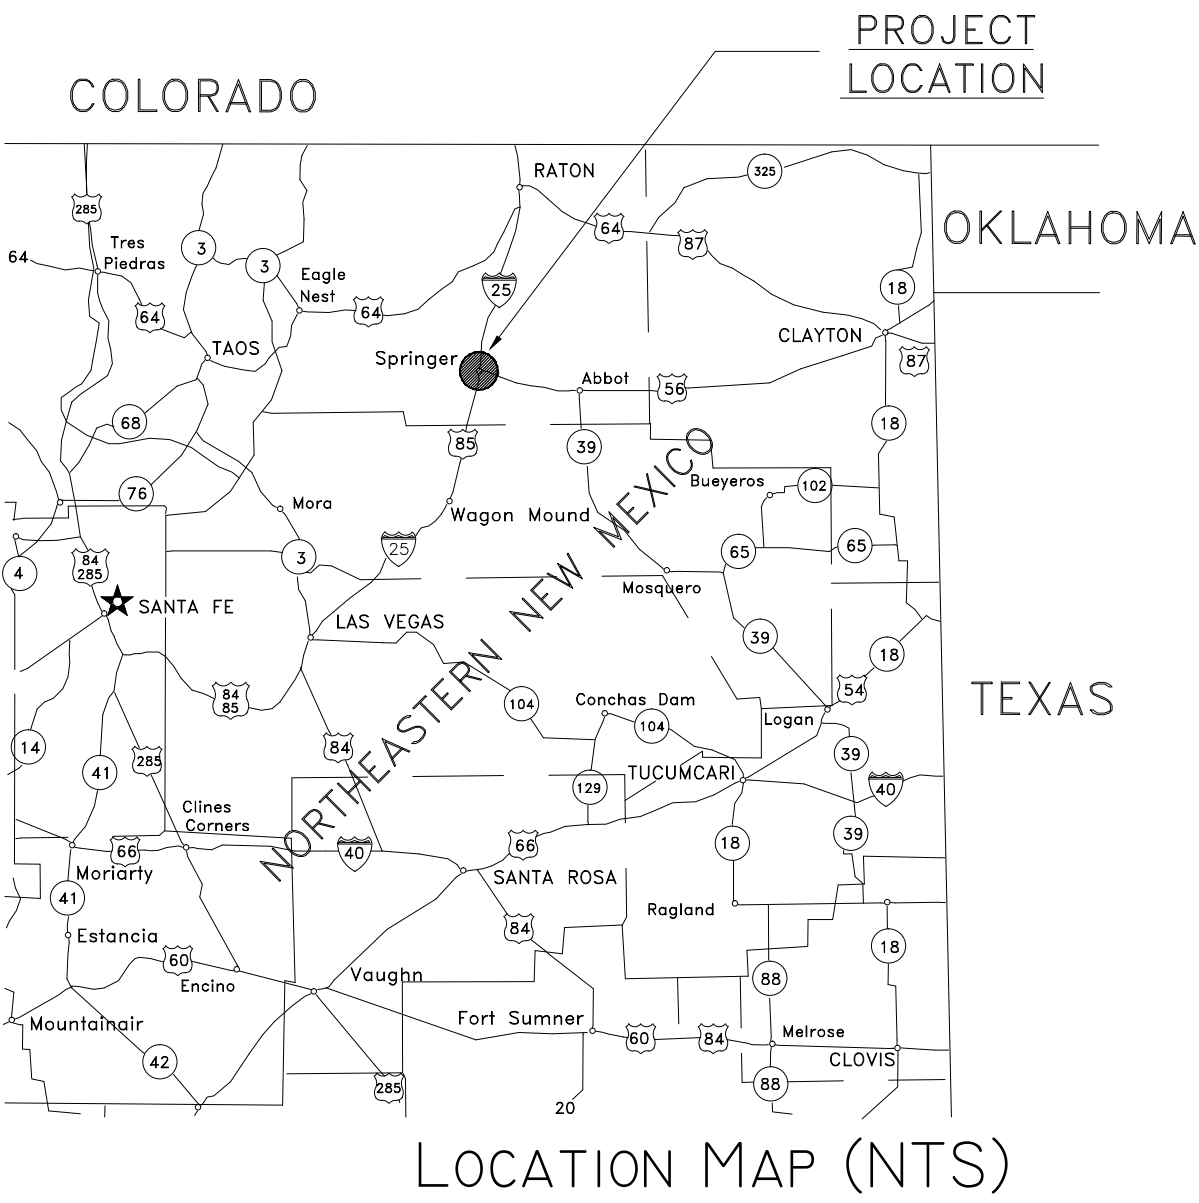 PROJECT
LOCATION
COLORADO
RATON
325
285
Tres
Piedras
64
3
3
64
87
OKLAHOMA
Eagle
Nest
25
18
64
64
CLAYTON
TAOS
Springer
87
Abbot
56
68
18
85
39
NORTHEASTERN NEW MEXICO
Bueyeros
102
76
Mora
Wagon Mound
25
3
65
65
4
84
285
Mosquero
SANTA FE
LAS VEGAS
39
18
84
85
104
Conchas Dam
104
54
TEXAS
Logan
14
41
285
84
39
TUCUMCARI
129
40
Clines
Corners
66
40
66
18
39
Moriarty
SANTA ROSA
41
Ragland
84
Estancia
60
18
Encino
Vaughn
88
Mountainair
Fort Sumner
60
84
Melrose
CLOVIS
42
285
88
20
LOCATION MAP (NTS)